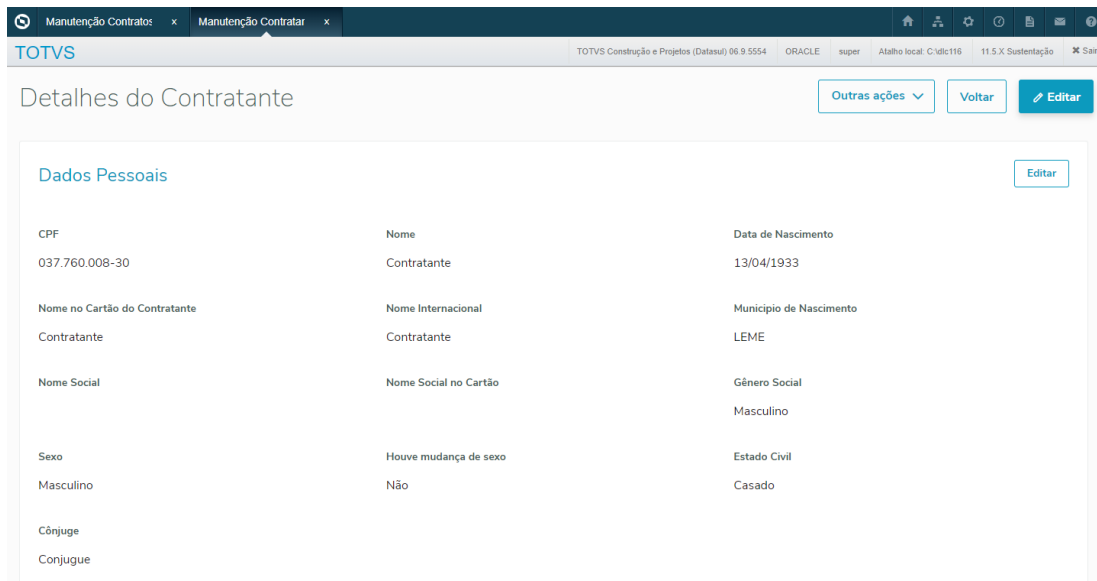 Manutenção Contratos x Manutenção Contratar x
TOTVS TOTVS Construção e Projetos (Datasul) 06.9.5554 ORACLE super Atalho local: C:\dlc116 11.5.X Sustentação Sair
Detalhes do Contratante Outras ações Voltar Editar
Dados Pessoais Editar
CPF Nome Data de Nascimento
037.760.008-30 Contratante 13/04/1933
Nome no Cartão do Contratante Nome Internacional Municipio de Nascimento
Contratante Contratante LEME
Nome Social Nome Social no Cartão Gênero Social
Masculino
Sexo Houve mudança de sexo Estado Civil
Masculino Não Casado
Cônjuge
Conjugue